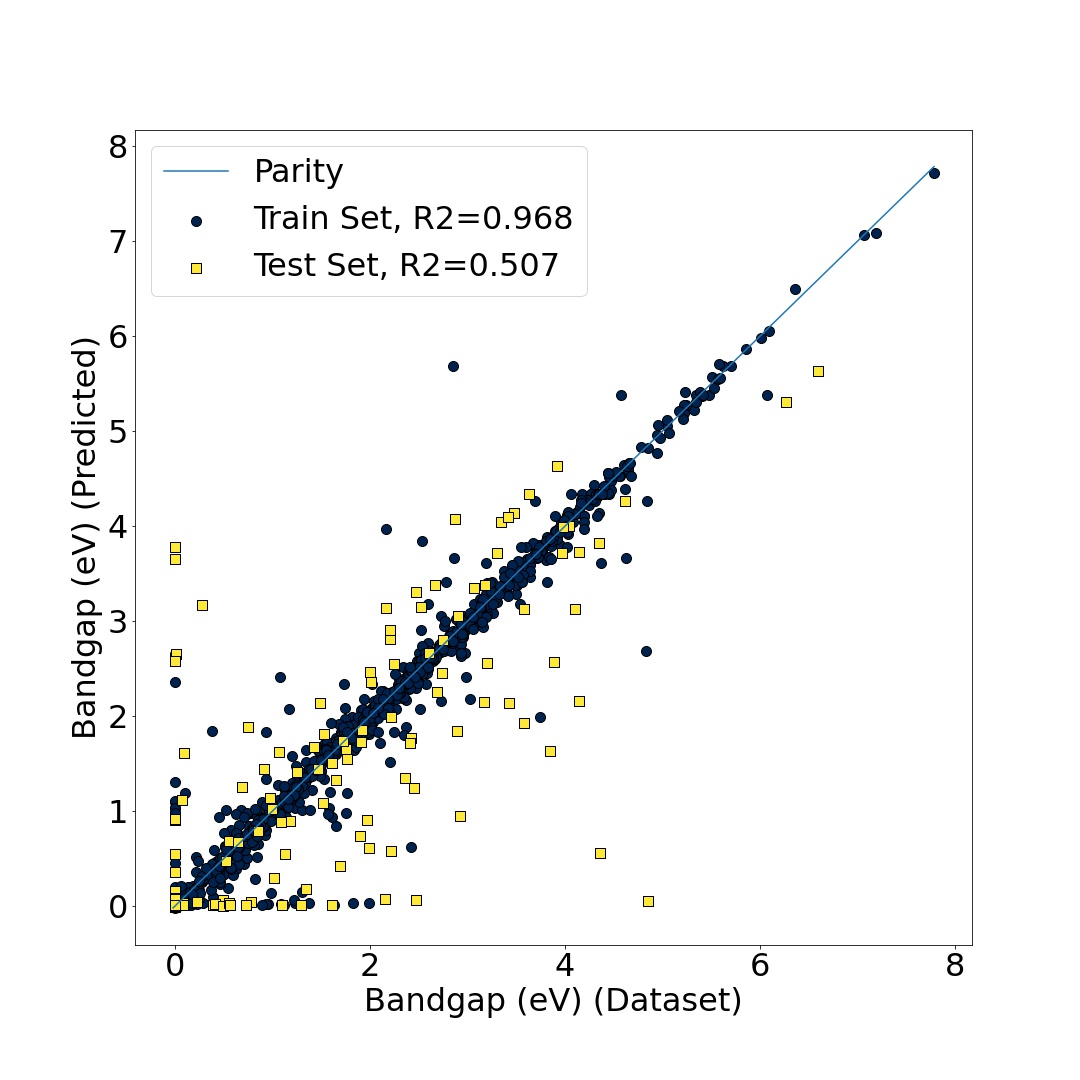 8
7
6
5
4
3
2
1
0
Bandgap (eV) (Predicted)
Parity
Train Set, R2=0.968
Test Set, R2=0.507
0 2 4 6 8
Bandgap (eV) (Dataset)